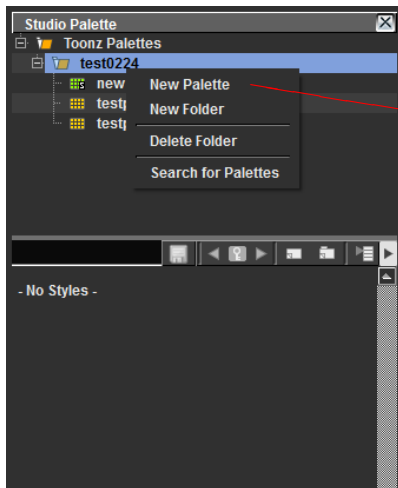 Studio Palette
Toonz Palettes
test0224
new
New Palette
New Folder
Delete Folder
Search for Palettes
- No Styles -